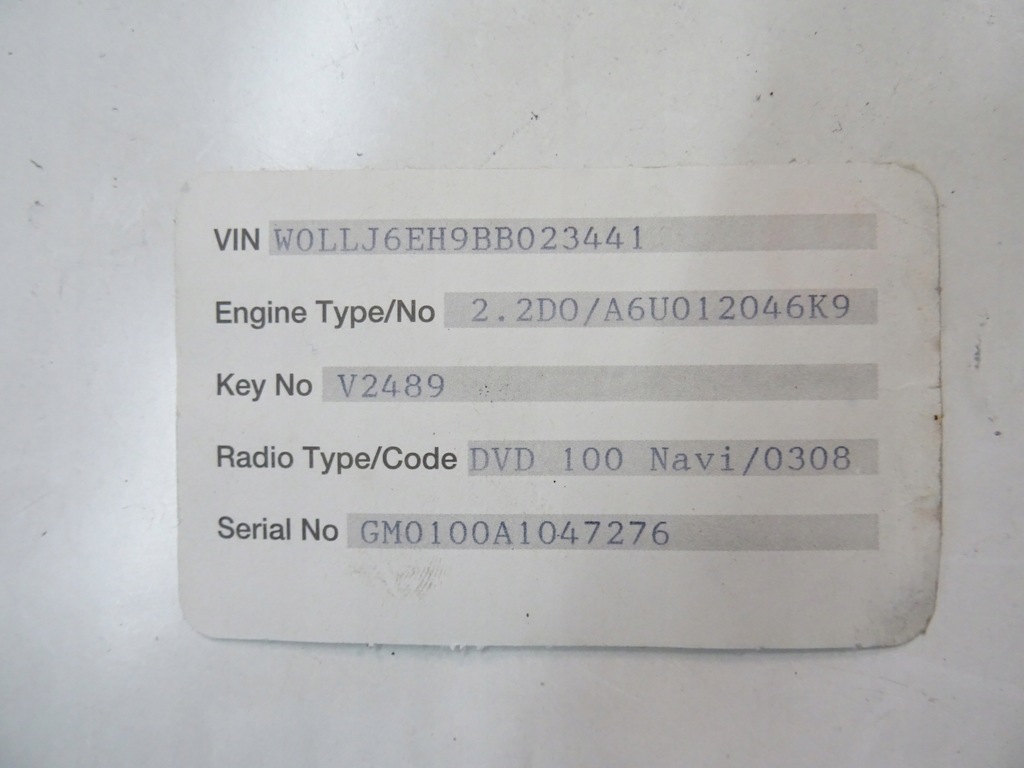 VIN W0LLJ6EH9BB023441
Engine Type/No 2.2D0/A6U012046K9
Key No V2489
Radio Type/Code DVD 100 Navi/0308
Serial No GM0100A1047276